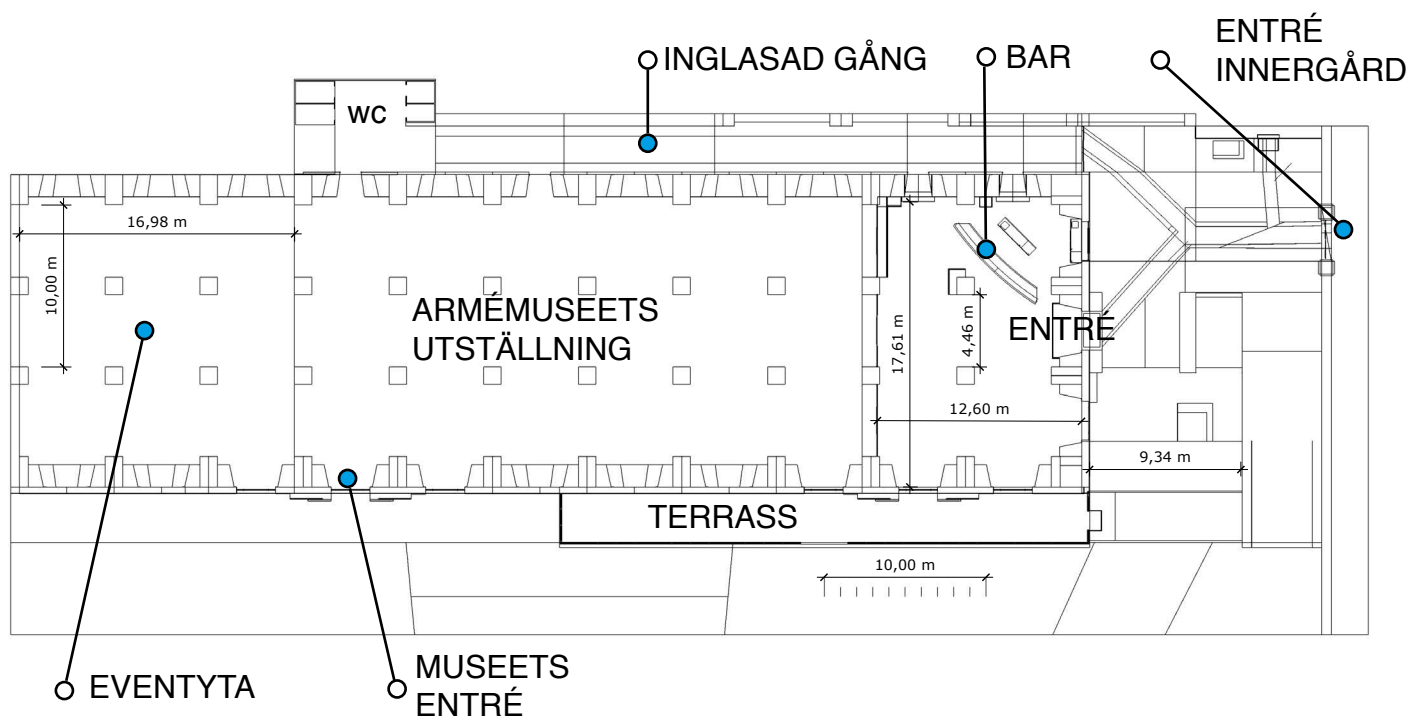 ENTRÉ
INNERGÅRD
INGLASAD GÅNG
BAR
WC
16,98 m
10,00 m
ARMÉMUSEETS
UTSTÄLLNING
17,61 m
4,46 m
ENTRÉ
12,60 m
9,34 m
TERRASS
10,00 m
EVENTYTA
MUSEETS
ENTRÉ